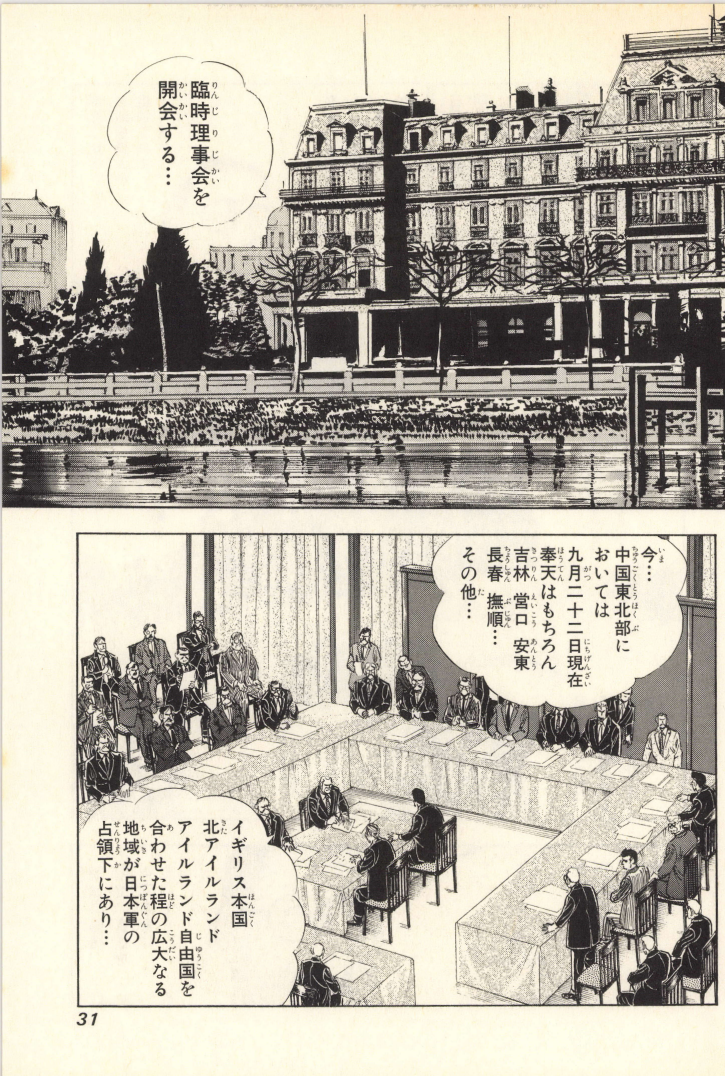 臨時理事会を
開会する…
今…
中国東北部に
おいては
九月二十二日現在
奉天はもちろん
吉林 営口 安東
長春 撫順…
その他…
イギリス本国
北アイルランド
アイルランド自由国を
合わせた程の広大なる
地域が日本軍の
占領下にあり…
31